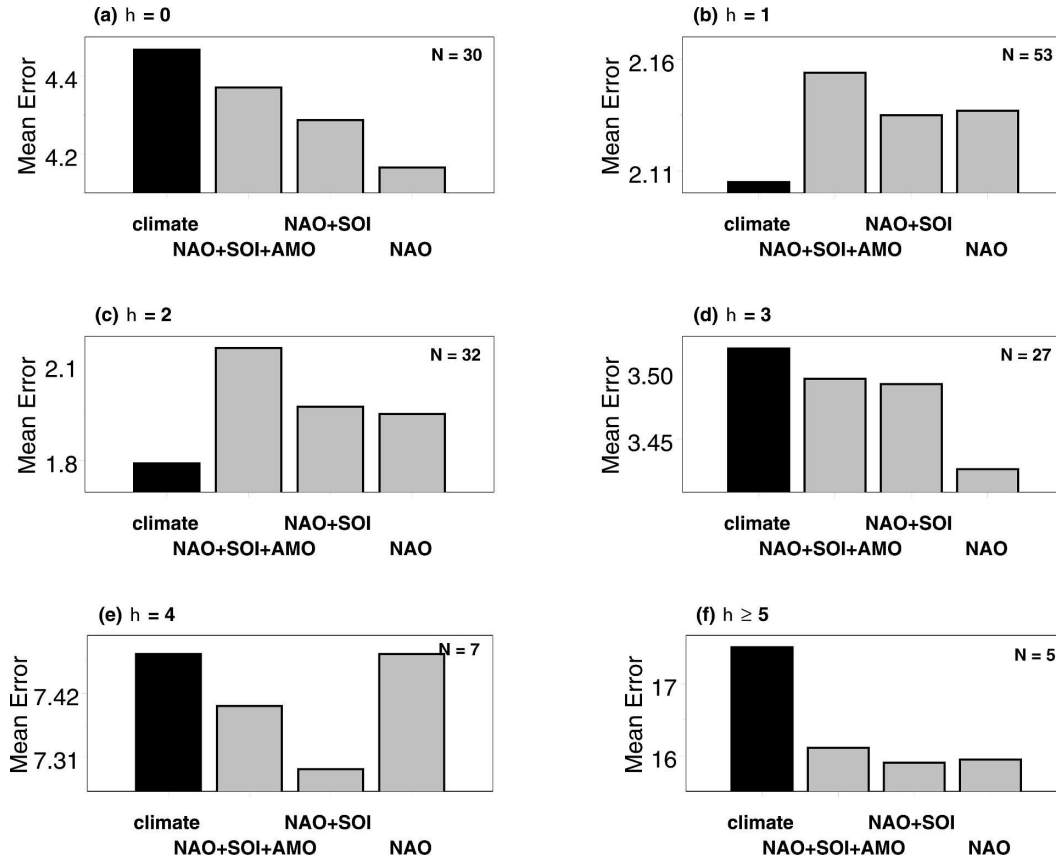 (a) h = 0
Mean Error
4.4
4.2
N = 30
climate
NAO+SOI
NAO+SOI+AMO
NAO
(b) h = 1
Mean Error
2.16
2.11
N = 53
climate
NAO+SOI
NAO+SOI+AMO
NAO
(c) h = 2
Mean Error
2.1
1.8
N = 32
climate
NAO+SOI
NAO+SOI+AMO
NAO
(d) h = 3
Mean Error
3.50
3.45
N = 27
climate
NAO+SOI
NAO+SOI+AMO
NAO
(e) h = 4
Mean Error
7.42
7.31
N = 7
climate
NAO+SOI
NAO+SOI+AMO
NAO
(f) h ≥ 5
Mean Error
17
16
N = 5
climate
NAO+SOI
NAO+SOI+AMO
NAO